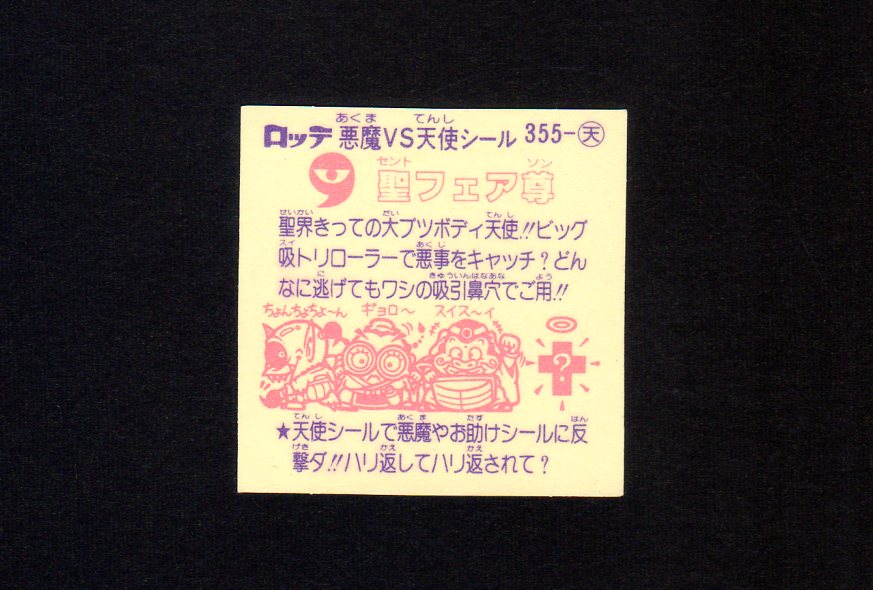 ロッテ 悪魔VS天使シール 355-天
あくま てんし
聖フェア尊
セント ソン
聖界きっての大ブツボディ天使!!ビッグ
せいかい だい てんし
吸トリローラーで悪事をキャッチ?どん
スイ あくじ
なに逃げてもワシの吸引鼻穴でご用!!
に きゅういんはなあな よう
ちょんちょちょ〜ん ギョロ〜 スイス〜イ
?
★天使シールで悪魔やお助けシールに反
てんし あくま たす はん
撃ダ!!ハリ返してハリ返されて?
げき かえ かえ